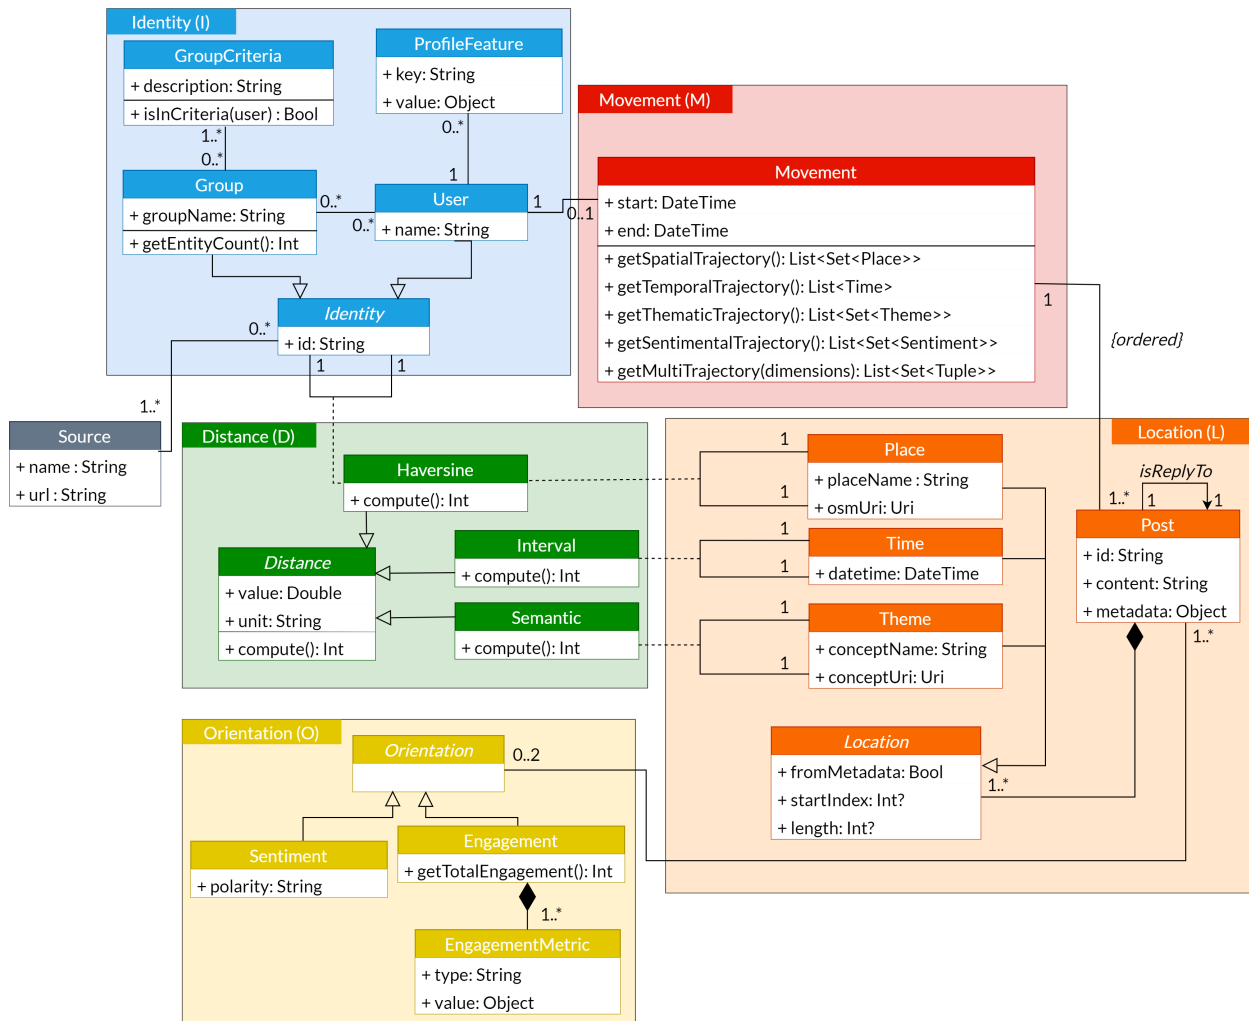 Identity (I)
GroupCriteria
+ description: String
+ isInCriteria(user) : Bool
1..*
0..*
ProfileFeature
+ key: String
+ value: Object
0..*
1
Group
+ groupName: String
+ getEntityCount(): Int
0..*
0..*
User
+ name: String
1
0..1
Identity
+ id: String
0..*
1
1
1..*
Source
+ name : String
+ url : String
Movement (M)
Movement
+ start: DateTime
+ end: DateTime
+ getSpatialTrajectory(): List<Set<Place>>
+ getTemporalTrajectory(): List<Time>
+ getThematicTrajectory(): List<Set<Theme>>
+ getSentimentalTrajectory(): List<Set<Sentiment>>
+ getMultiTrajectory(dimensions): List<Set<Tuple>>
1
{ordered}
Distance (D)
Haversine
+ compute(): Int
Distance
+ value: Double
+ unit: String
+ compute(): Int
Interval
+ compute(): Int
Semantic
+ compute(): Int
Location (L)
1
1
Place
+ placeName : String
+ osmUri: Uri
1
1
Time
+ datetime: DateTime
1
1
Theme
+ conceptName: String
+ conceptUri: Uri
isReplyTo
1..*
1
1
Post
+ id: String
+ content: String
+ metadata: Object
1..*
Location
+ fromMetadata: Bool
+ startIndex: Int?
+ length: Int?
1..*
Orientation (O)
Orientation
0..2
Sentiment
+ polarity: String
Engagement
+ getTotalEngagement(): Int
1..*
EngagementMetric
+ type: String
+ value: Object